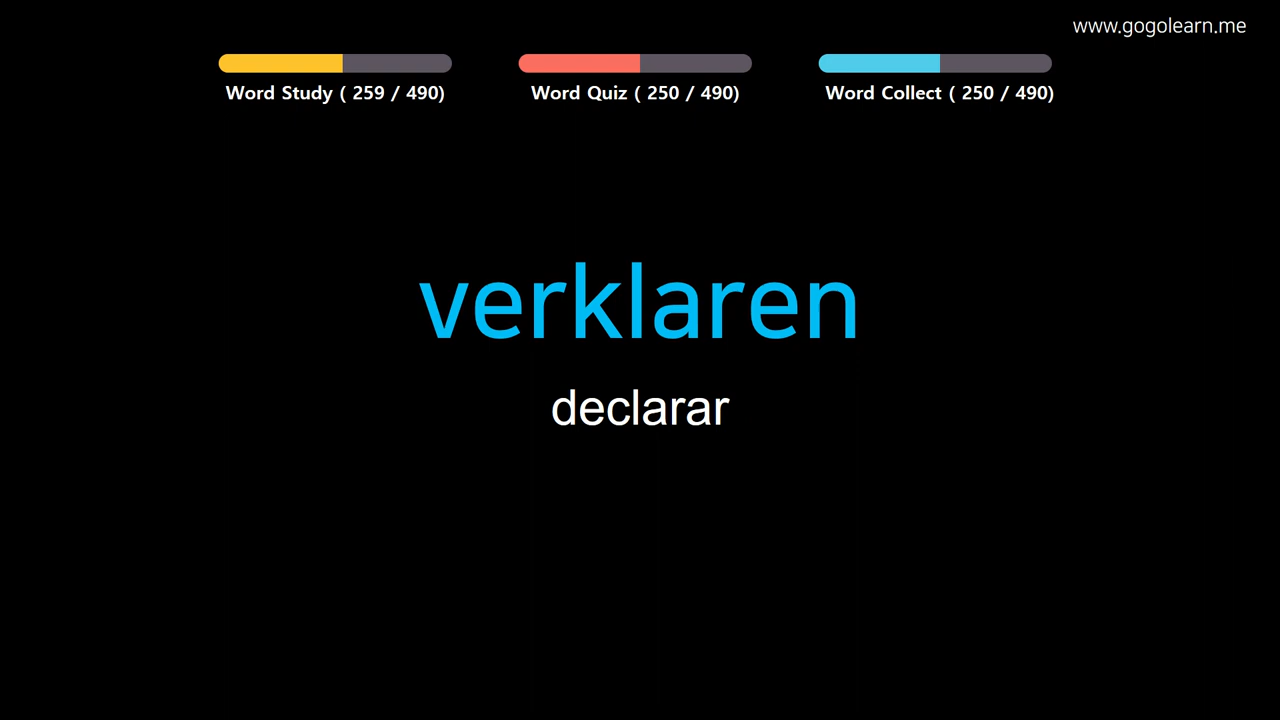 www.gogolearn.me
Word Study ( 259 / 490)
Word Quiz ( 250 / 490)
Word Collect ( 250 / 490)
verklaren
declarar